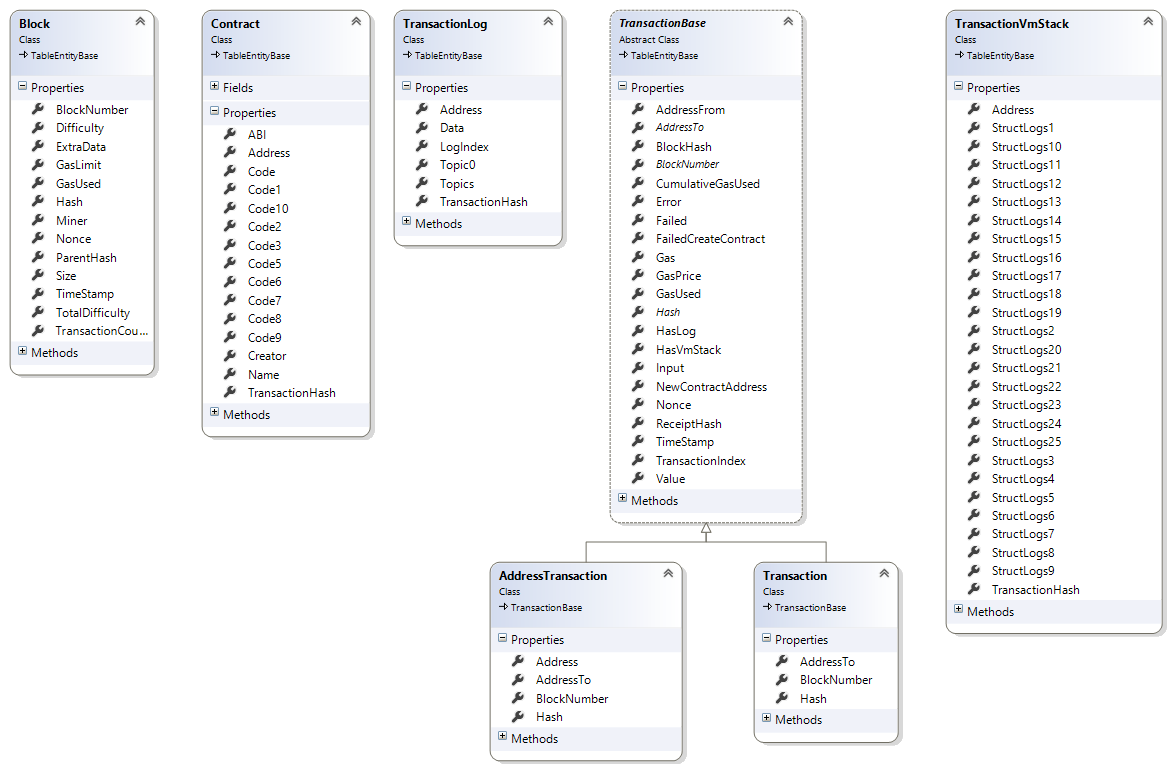 Block
Class
TableEntityBase
Properties
BlockNumber
Difficulty
ExtraData
GasLimit
GasUsed
Hash
Miner
Nonce
ParentHash
Size
TimeStamp
TotalDifficulty
TransactionCou...
Methods
Contract
Class
TableEntityBase
Fields
Properties
ABI
Address
Code
Code1
Code10
Code2
Code3
Code5
Code6
Code7
Code8
Code9
Creator
Name
TransactionHash
Methods
TransactionLog
Class
TableEntityBase
Properties
Address
Data
LogIndex
Topic0
Topics
TransactionHash
Methods
TransactionBase
Abstract Class
TableEntityBase
Properties
AddressFrom
AddressTo
BlockHash
BlockNumber
CumulativeGasUsed
Error
Failed
FailedCreateContract
Gas
GasPrice
GasUsed
Hash
HasLog
HasVmStack
Input
NewContractAddress
Nonce
ReceiptHash
TimeStamp
TransactionIndex
Value
Methods
AddressTransaction
Class
TransactionBase
Properties
Address
AddressTo
BlockNumber
Hash
Methods
Transaction
Class
TransactionBase
Properties
AddressTo
BlockNumber
Hash
Methods
TransactionVmStack
Class
TableEntityBase
Properties
Address
StructLogs1
StructLogs10
StructLogs11
StructLogs12
StructLogs13
StructLogs14
StructLogs15
StructLogs16
StructLogs17
StructLogs18
StructLogs19
StructLogs2
StructLogs20
StructLogs21
StructLogs22
StructLogs23
StructLogs24
StructLogs25
StructLogs3
StructLogs4
StructLogs5
StructLogs6
StructLogs7
StructLogs8
StructLogs9
TransactionHash
Methods